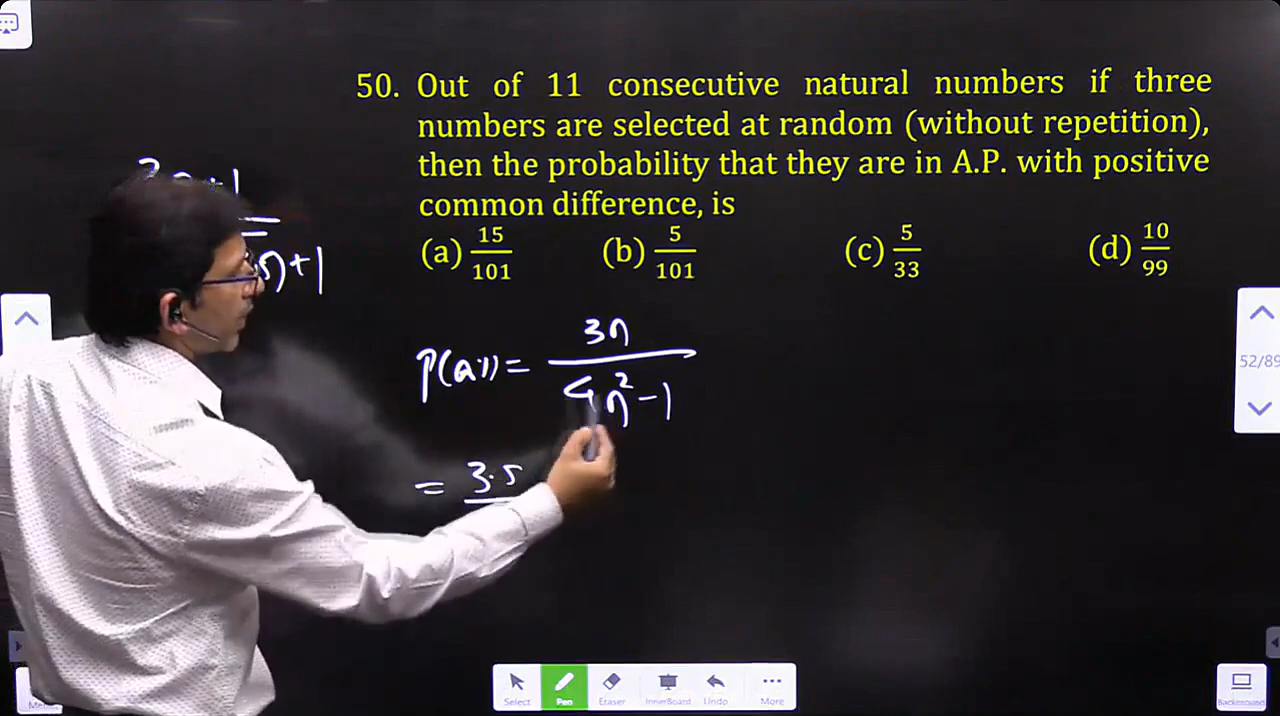 50. Out of 11 consecutive natural numbers if three
numbers are selected at random (without repetition),
then the probability that they are in A.P. with positive
common difference, is
(a) 15/101 (b) 5/101 (c) 5/33 (d) 10/99
n+1
P(A.P) = 3n/(4n²-1)
= 3.5
52/89
Select Pen Eraser InnerBoard Undo More
Background